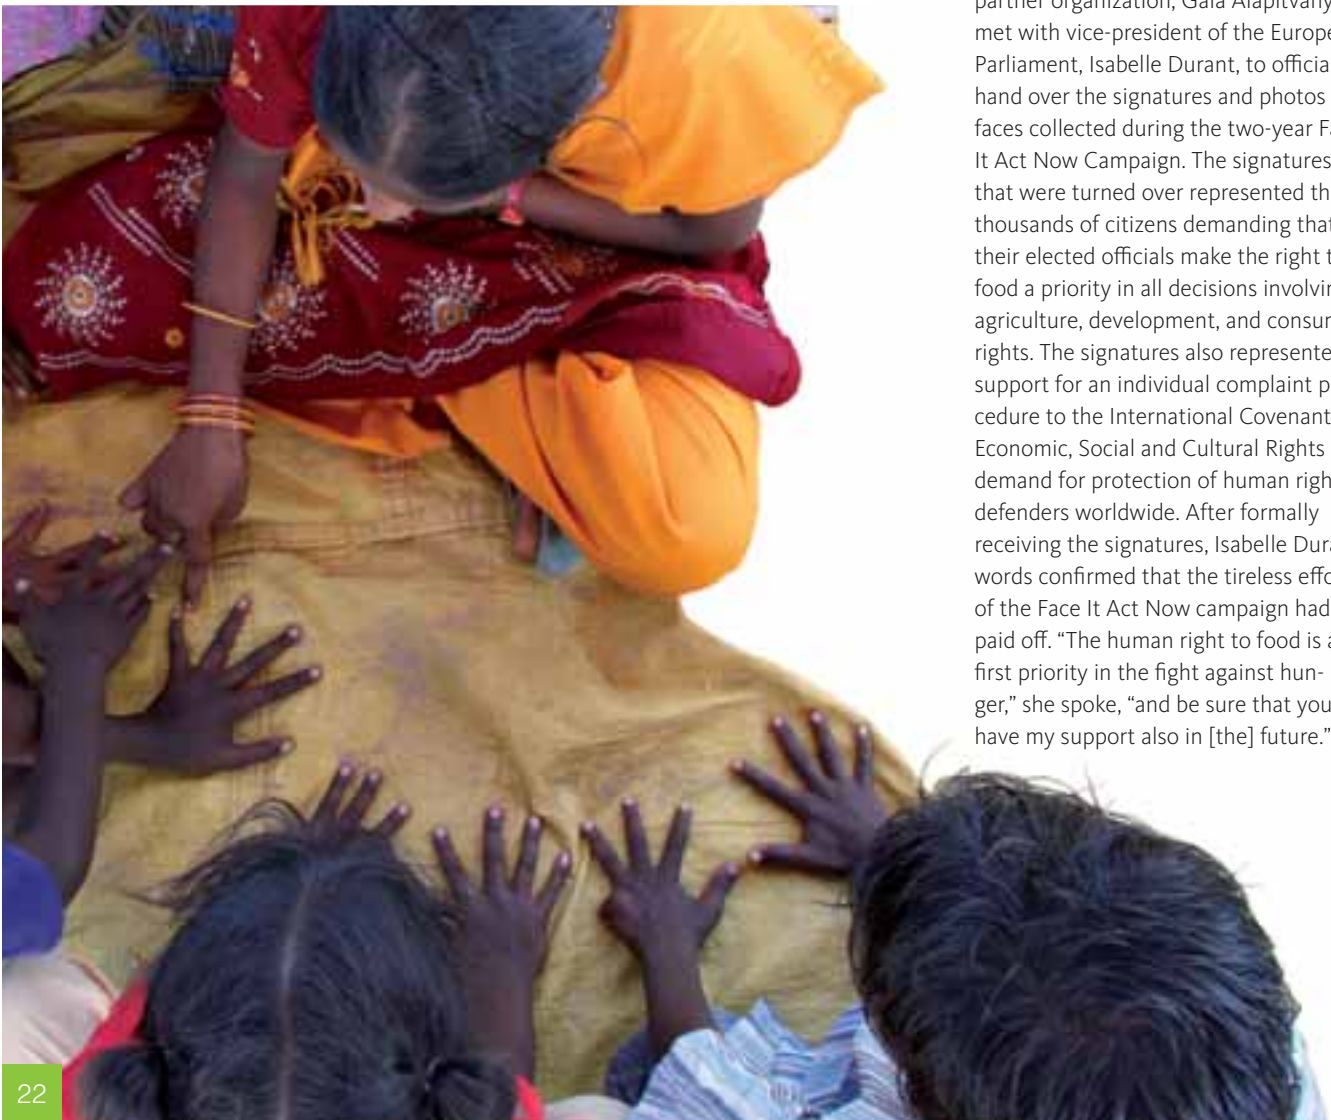 partner organization, Gaia Alapítvány
met with vice-president of the Europe
Parliament, Isabelle Durant, to officia
hand over the signatures and photos
faces collected during the two-year F
It Act Now Campaign. The signatures
that were turned over represented th
thousands of citizens demanding that
their elected officials make the right t
food a priority in all decisions involvin
agriculture, development, and consum
rights. The signatures also represente
support for an individual complaint p
cedure to the International Covenant
Economic, Social and Cultural Rights
demand for protection of human righ
defenders worldwide. After formally
receiving the signatures, Isabelle Dura
words confirmed that the tireless effo
of the Face It Act Now campaign had
paid off. “The human right to food is a
first priority in the fight against hun-
ger,” she spoke, “and be sure that you
have my support also in [the] future.”
22